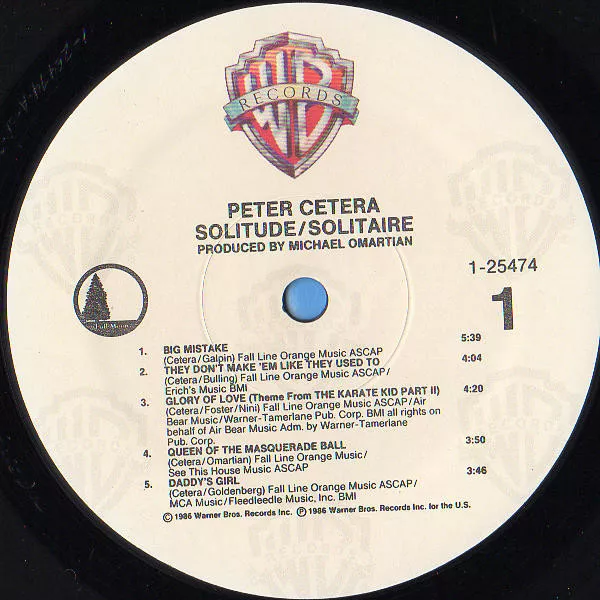 WB
RECORDS
PETER CETERA
SOLITUDE/SOLITAIRE
PRODUCED BY MICHAEL OMARTIAN
1-25474
1
Full Moon
1. BIG MISTAKE 5:39
(Cetera/Galpin) Fall Line Orange Music ASCAP
2. THEY DON'T MAKE 'EM LIKE THEY USED TO 4:04
(Cetera/Bulling) Fall Line Orange Music ASCAP/
Erich's Music BMI
3. GLORY OF LOVE (Theme From THE KARATE KID PART II) 4:20
(Cetera/Foster/Nini) Fall Line Orange Music ASCAP/Air
Bear Music/Warner-Tamerlane Pub. Corp. BMI all rights on
behalf of Air Bear Music Adm. by Warner-Tamerlane
Pub. Corp.
4. QUEEN OF THE MASQUERADE BALL 3:50
(Cetera/Omartian) Fall Line Orange Music/
See This House Music ASCAP
5. DADDY'S GIRL 3:46
(Cetera/Goldenberg) Fall Line Orange Music ASCAP/
MCA Music/Fleedleedle Music, Inc. BMI
© 1986 Warner Bros. Records Inc. ℗ 1986 Warner Bros. Records Inc. for the U.S.